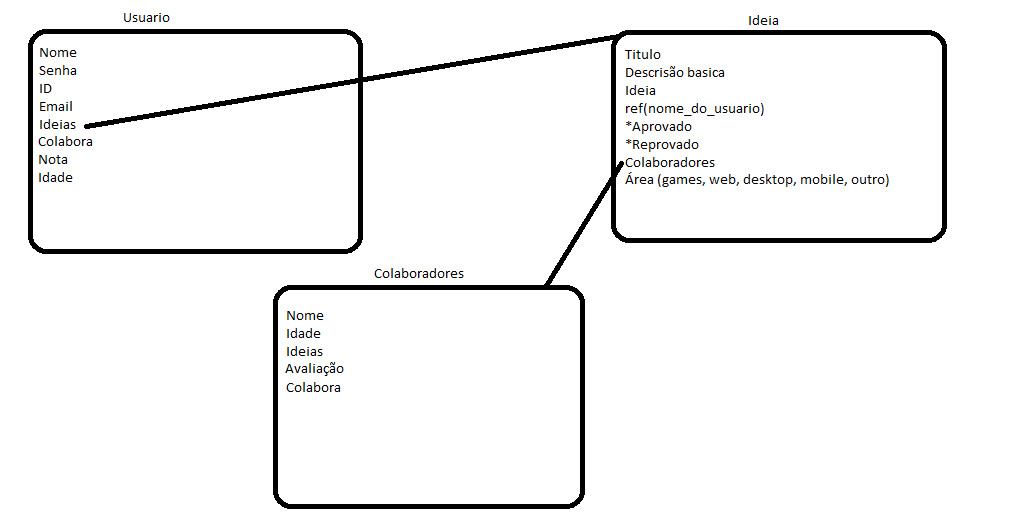 Usuario
Nome
Senha
ID
Email
Ideias
Colabora
Nota
Idade
Ideia
Titulo
Descrisão basica
Ideia
ref(nome_do_usuario)
*Aprovado
*Reprovado
Colaboradores
Área (games, web, desktop, mobile, outro)
Colaboradores
Nome
Idade
Ideias
Avaliação
Colabora